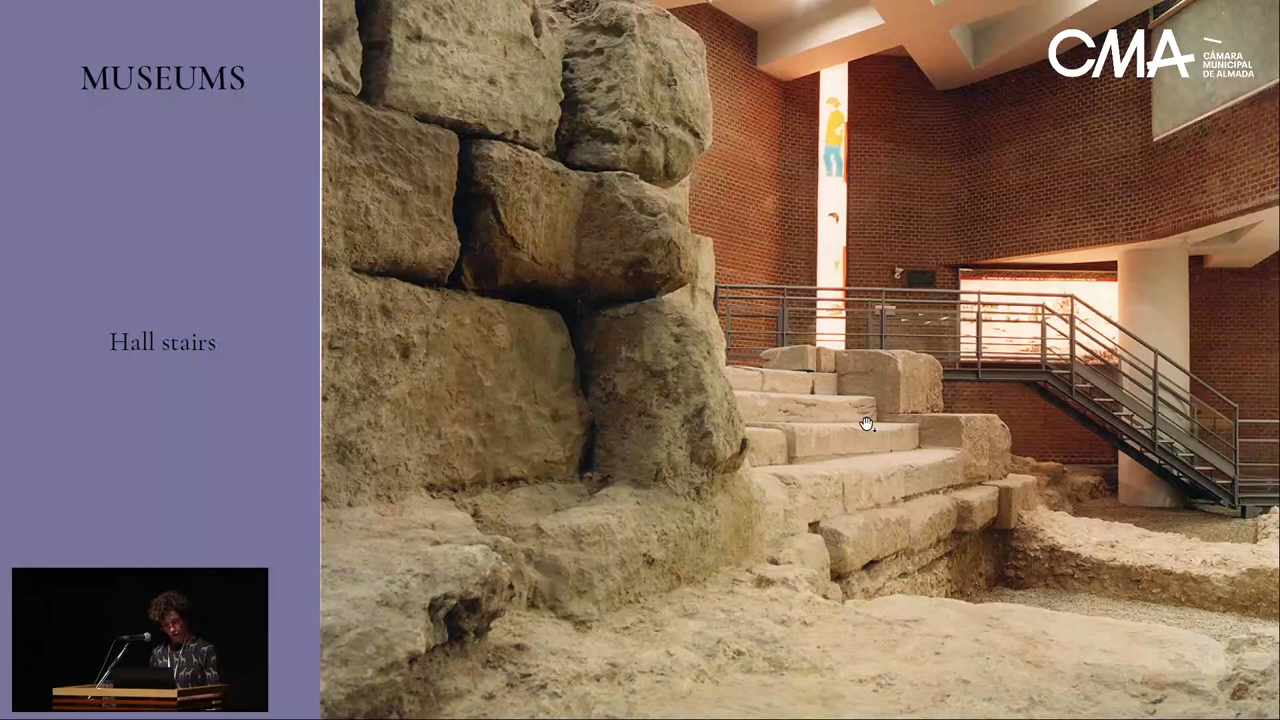 MUSEUMS
Hall stairs
CMA
CÂMARA
MUNICIPAL
DE ALMADA